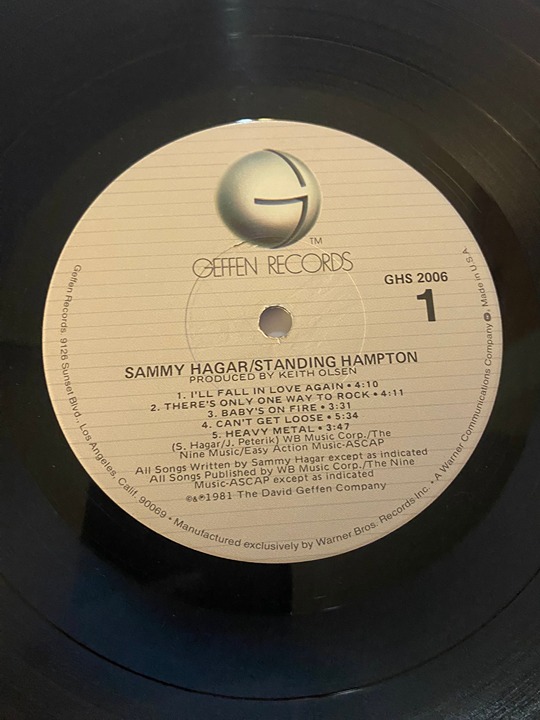 G
TM
GEFFEN RECORDS
GHS 2006
1
SAMMY HAGAR/STANDING HAMPTON
PRODUCED BY KEITH OLSEN
1. I'LL FALL IN LOVE AGAIN • 4:10
2. THERE'S ONLY ONE WAY TO ROCK • 4:11
3. BABY'S ON FIRE • 3:31
4. CAN'T GET LOOSE • 5:34
5. HEAVY METAL • 3:47
(S. Hagar/J. Peterik) WB Music Corp./The
Nine Music/Easy Action Music-ASCAP
All Songs Written by Sammy Hagar except as indicated
All Songs Published by WB Music Corp./The Nine
Music-ASCAP except as indicated
©&℗1981 The David Geffen Company
Geffen Records, 9126 Sunset Blvd., Los Angeles, Calif. 90069 • Manufactured exclusively by Warner Bros. Records Inc. • A Warner Communications Company Made in U.S.A.